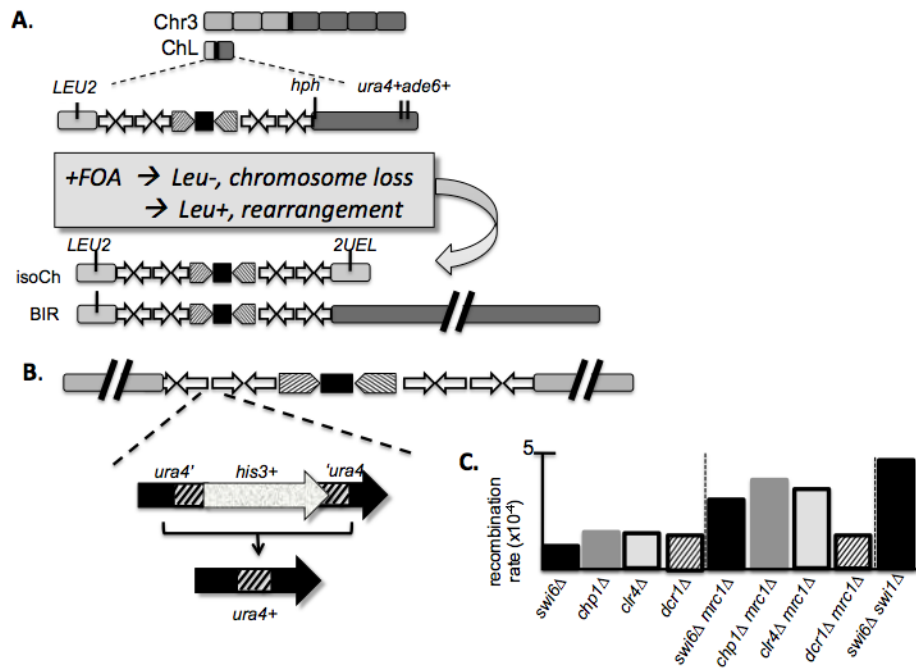 A.
Chr3
ChL
LEU2
hph
ura4+ade6+
+FOA → Leu-, chromosome loss
→ Leu+, rearrangement
LEU2
2UEL
isoCh
BIR
B.
ura4'
his3+
'ura4
ura4+
C.
5
recombination
rate (x10-4)
swi6Δ
chp1Δ
clr4Δ
dcr1Δ
swi6Δ mrc1Δ
chp1Δ mrc1Δ
clr4Δ mrc1Δ
dcr1Δ mrc1Δ
swi6Δ swi1Δ